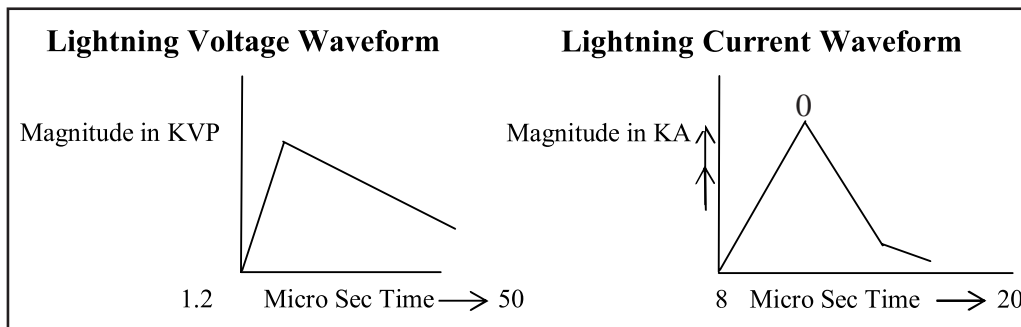 Lightning Voltage Waveform
Magnitude in KVP
1.2 Micro Sec Time 50
Lightning Current Waveform
0
Magnitude in KA
8 Micro Sec Time 20